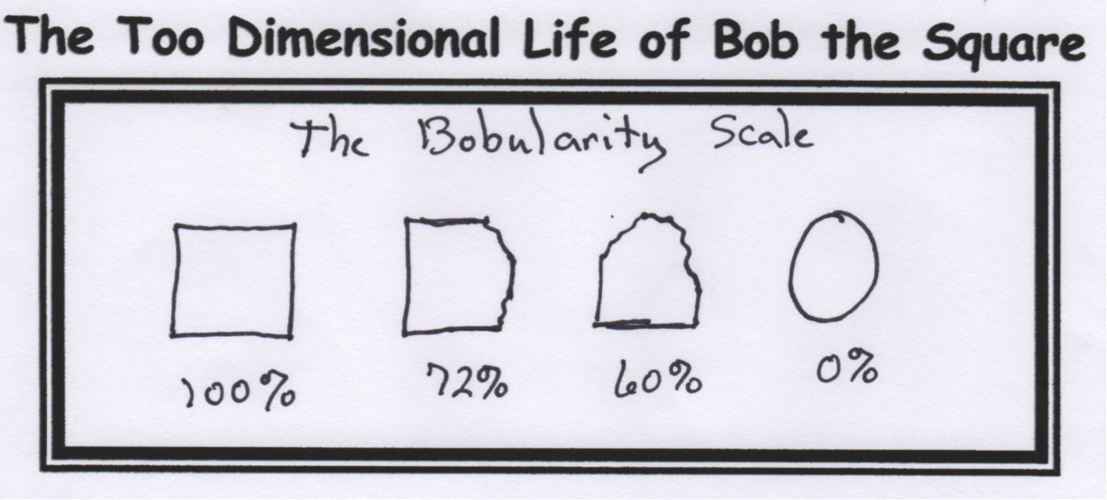 The Too Dimensional Life of Bob the Square
The Bobularity Scale
100% 72% 60% 0%